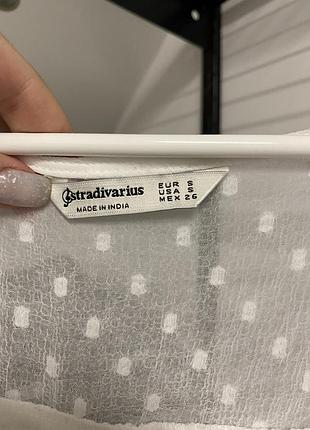 stradivarius
MADE IN INDIA
EUR S
USA S
MEX 26